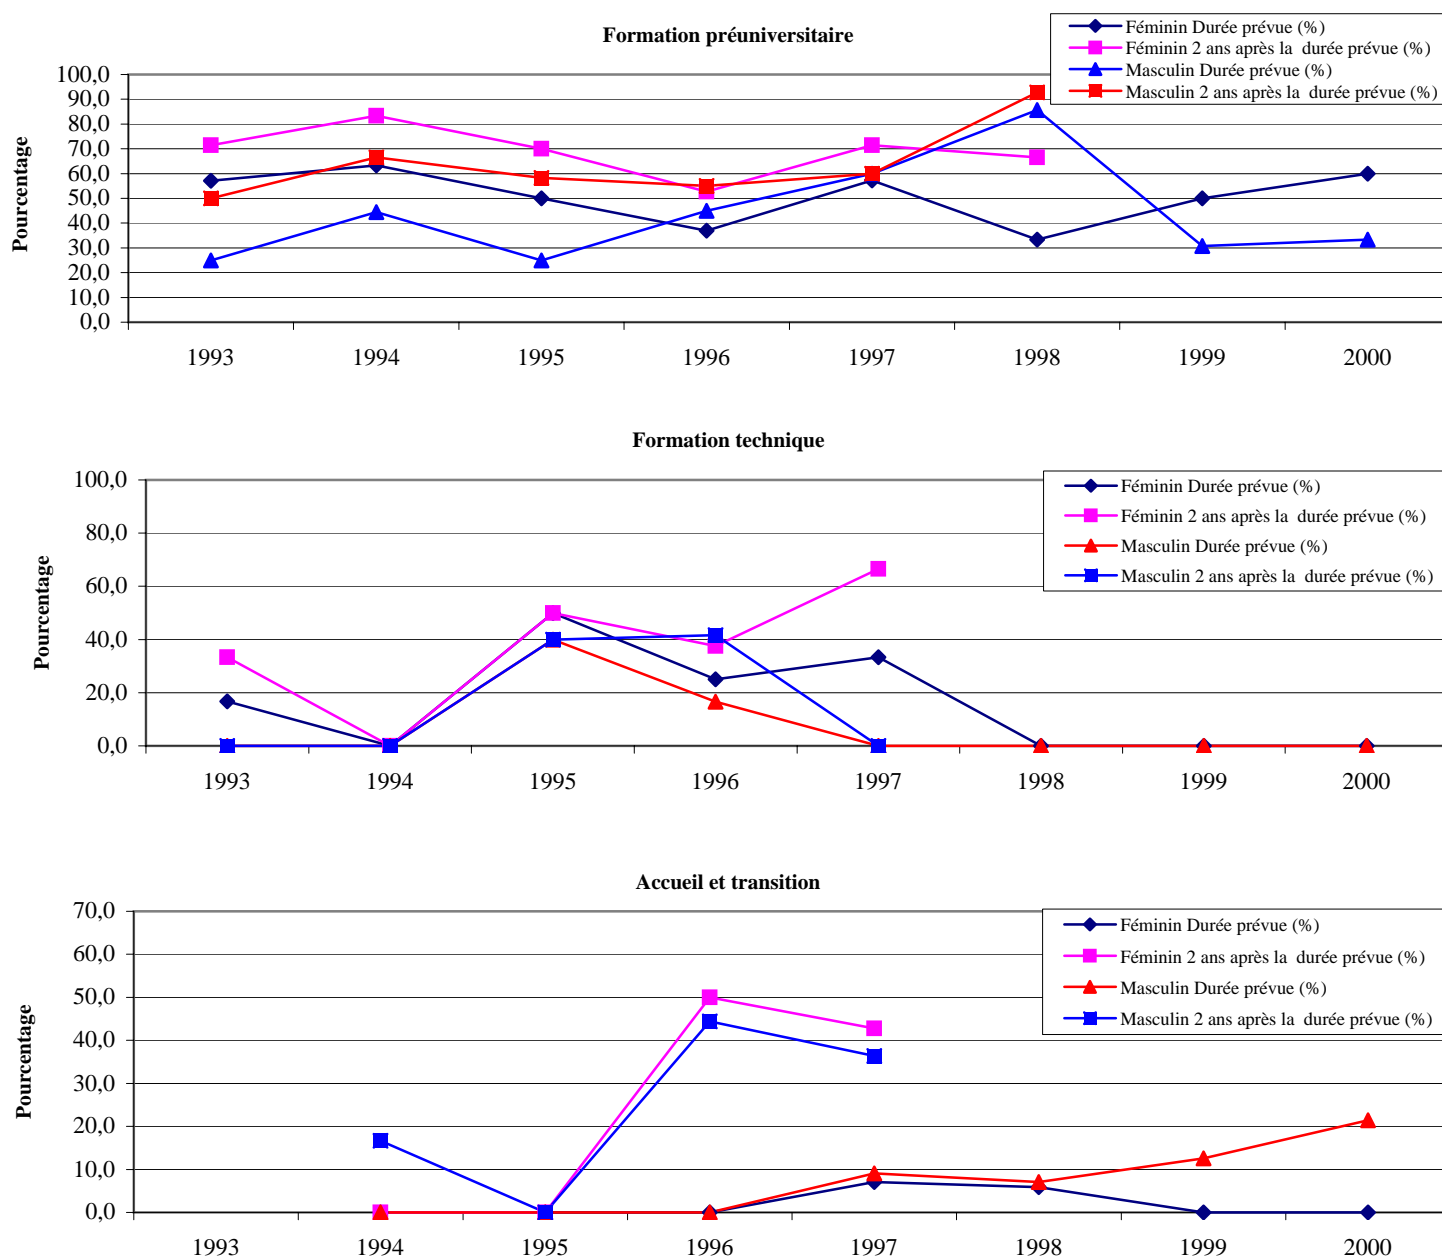 Formation préuniversitaire
Féminin Durée prévue (%)
Féminin 2 ans après la  durée prévue (%)
Masculin Durée prévue (%)
Masculin 2 ans après la  durée prévue (%)
Pourcentage
100,0
90,0
80,0
70,0
60,0
50,0
40,0
30,0
20,0
10,0
0,0
1993 1994 1995 1996 1997 1998 1999 2000
Formation technique
Féminin Durée prévue (%)
Féminin 2 ans après la  durée prévue (%)
Masculin Durée prévue (%)
Masculin 2 ans après la  durée prévue (%)
Pourcentage
100,0
80,0
60,0
40,0
20,0
0,0
1993 1994 1995 1996 1997 1998 1999 2000
Accueil et transition
Féminin Durée prévue (%)
Féminin 2 ans après la  durée prévue (%)
Masculin Durée prévue (%)
Masculin 2 ans après la  durée prévue (%)
Pourcentage
70,0
60,0
50,0
40,0
30,0
20,0
10,0
0,0
1993 1994 1995 1996 1997 1998 1999 2000